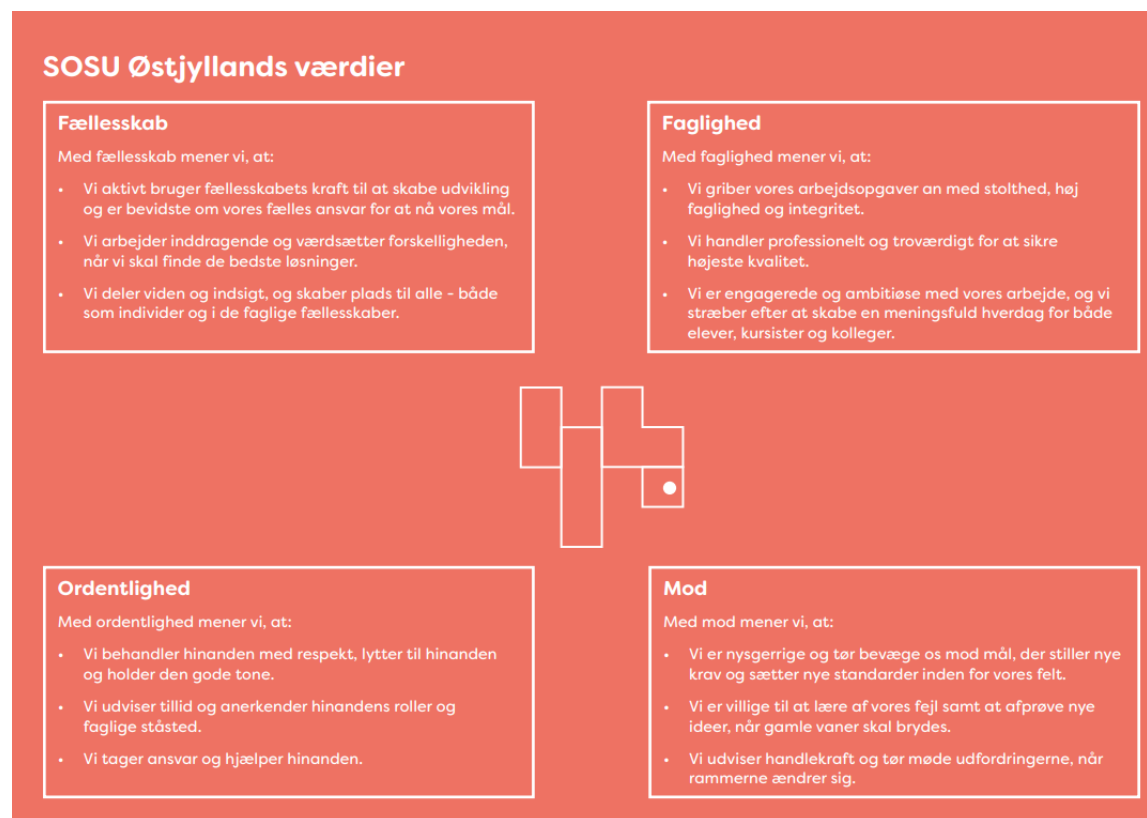 SOSU Østjyllands værdier
Fællesskab
Med fællesskab mener vi, at:
• Vi aktivt bruger fællesskabets kraft til at skabe udvikling
og er bevidste om vores fælles ansvar for at nå vores mål.
• Vi arbejder inddragende og værdsætter forskelligheden,
når vi skal finde de bedste løsninger.
• Vi deler viden og indsigt, og skaber plads til alle - både
som individer og i de faglige fællesskaber.
Faglighed
Med faglighed mener vi, at:
• Vi griber vores arbejdsopgaver an med stolthed, høj
faglighed og integritet.
• Vi handler professionelt og troværdigt for at sikre
højeste kvalitet.
• Vi er engagerede og ambitiøse med vores arbejde, og vi
stræber efter at skabe en meningsfuld hverdag for både
elever, kursister og kolleger.
Ordentlighed
Med ordentlighed mener vi, at:
• Vi behandler hinanden med respekt, lytter til hinanden
og holder den gode tone.
• Vi udviser tillid og anerkender hinandens roller og
faglige ståsted.
• Vi tager ansvar og hjælper hinanden.
Mod
Med mod mener vi, at:
• Vi er nysgerrige og tør bevæge os mod mål, der stiller nye
krav og sætter nye standarder inden for vores felt.
• Vi er villige til at lære af vores fejl samt at afprøve nye
ideer, når gamle vaner skal brydes.
• Vi udviser handlekraft og tør møde udfordringerne, når
rammerne ændrer sig.